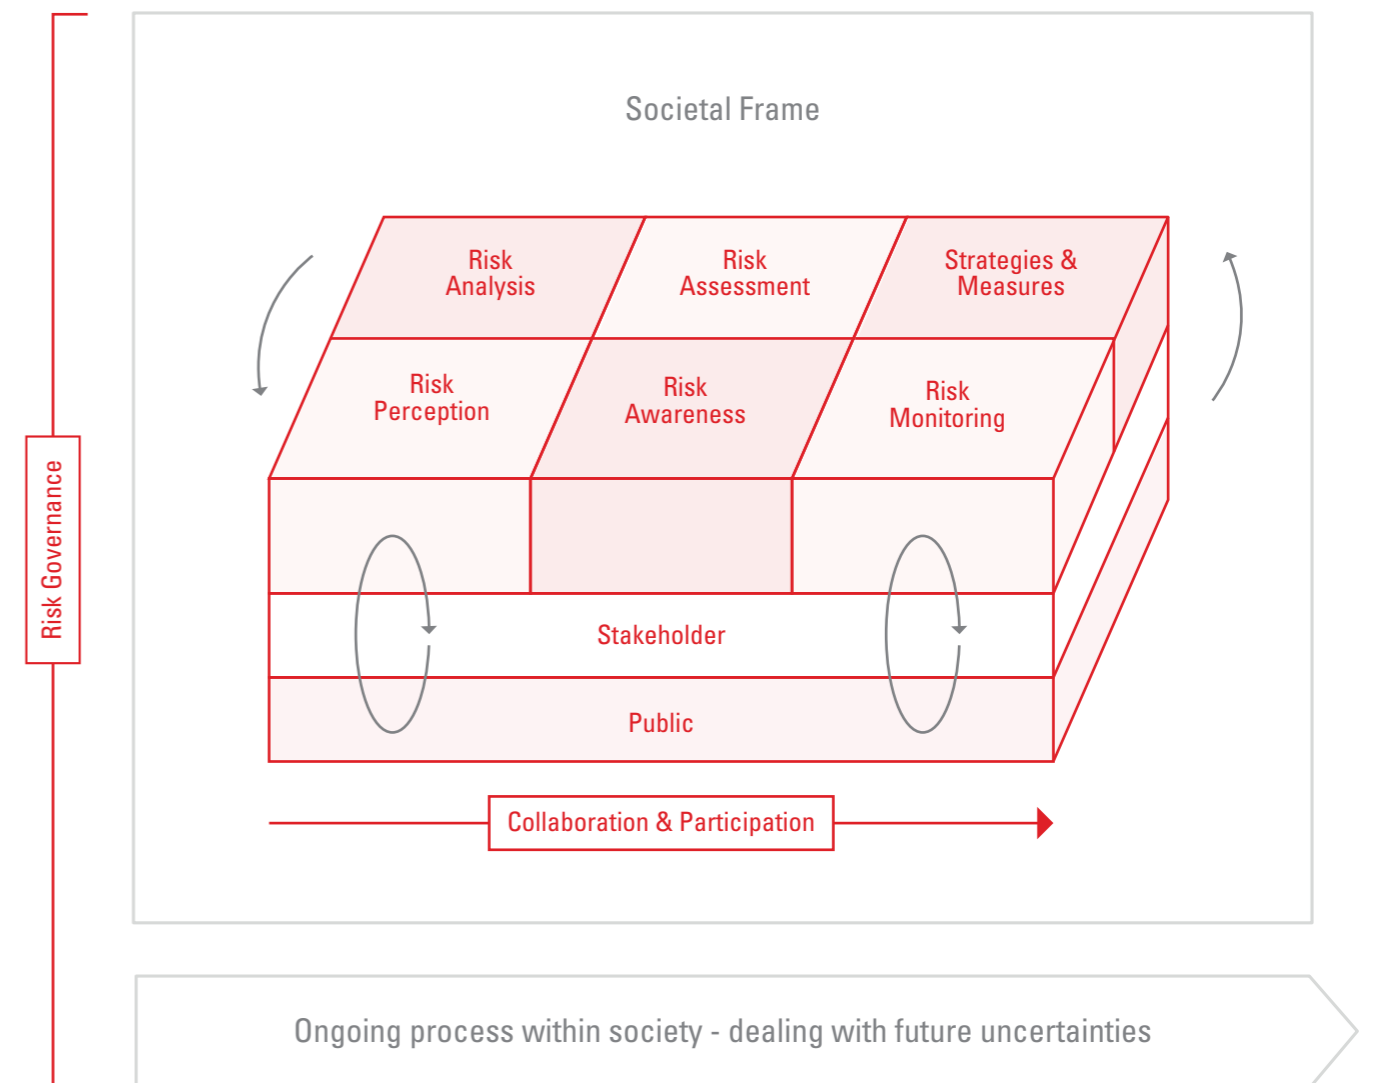 Societal Frame
Risk
Analysis
Risk
Assessment
Strategies &
Measures
Risk
Perception
Risk
Awareness
Risk
Monitoring
Risk Governance
Stakeholder
Public
Collaboration & Participation
Ongoing process within society - dealing with future uncertainties